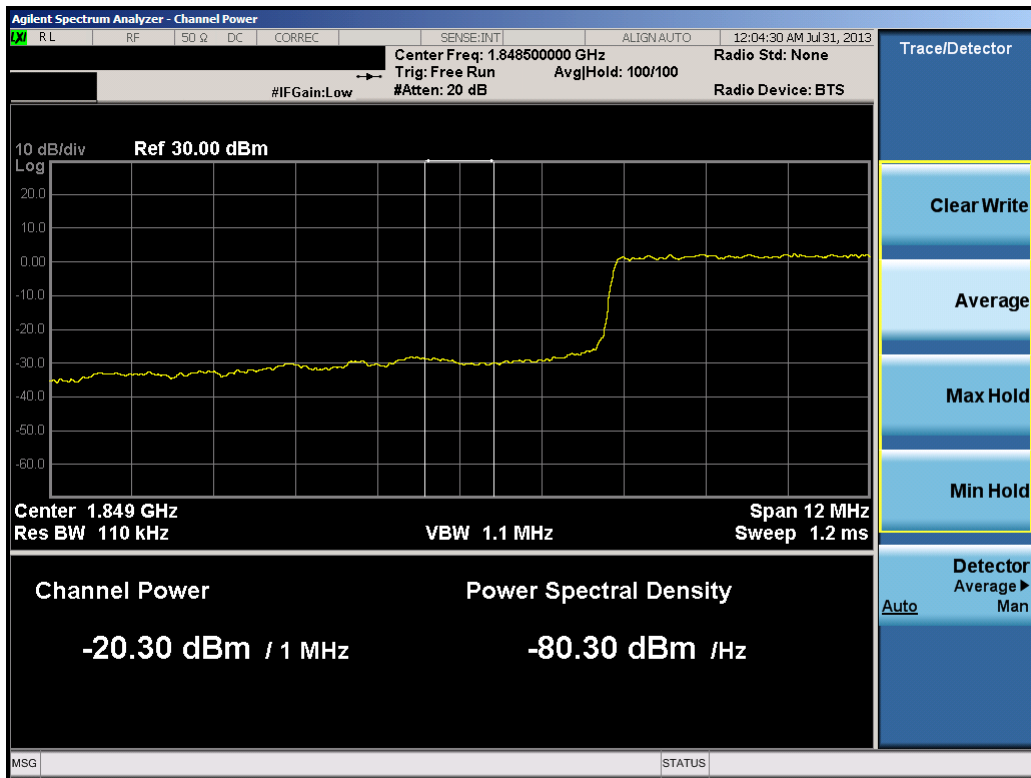 Agilent Spectrum Analyzer - Channel Power
LXI RL RF 50 Ω DC CORREC SENSE:INT ALIGN AUTO 12:04:30 AM Jul 31, 2013
Center Freq: 1.848500000 GHz Radio Std: None
Trig: Free Run Avg|Hold: 100/100
#IFGain:Low #Atten: 20 dB Radio Device: BTS
10 dB/div Ref 30.00 dBm
Log
20.0
10.0
0.00
-10.0
-20.0
-30.0
-40.0
-50.0
-60.0
Center 1.849 GHz Span 12 MHz
Res BW 110 kHz VBW 1.1 MHz Sweep 1.2 ms
Channel Power Power Spectral Density
-20.30 dBm / 1 MHz -80.30 dBm /Hz
MSG STATUS
Trace/Detector
Clear Write
Average
Max Hold
Min Hold
Detector
Average▶
Auto Man